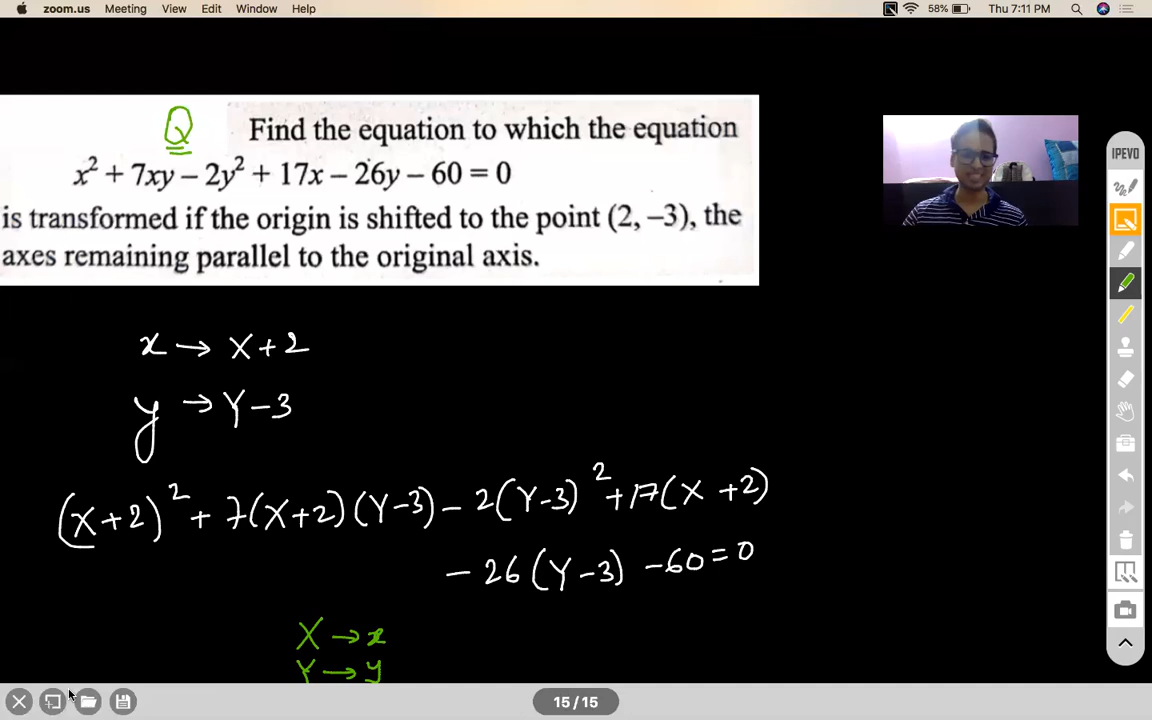 zoom.us Meeting View Edit Window Help 58% Thu 7:11 PM
Q Find the equation to which the equation
x² + 7xy – 2y² + 17x – 26y – 60 = 0
is transformed if the origin is shifted to the point (2, –3), the
axes remaining parallel to the original axis.
x → X+2
y → Y-3
(X+2)² + 7(X+2)(Y-3) - 2(Y-3)² + 17(X+2)
- 26(Y-3) - 60 = 0
X → x
Y → y
IPEVO
15 / 15